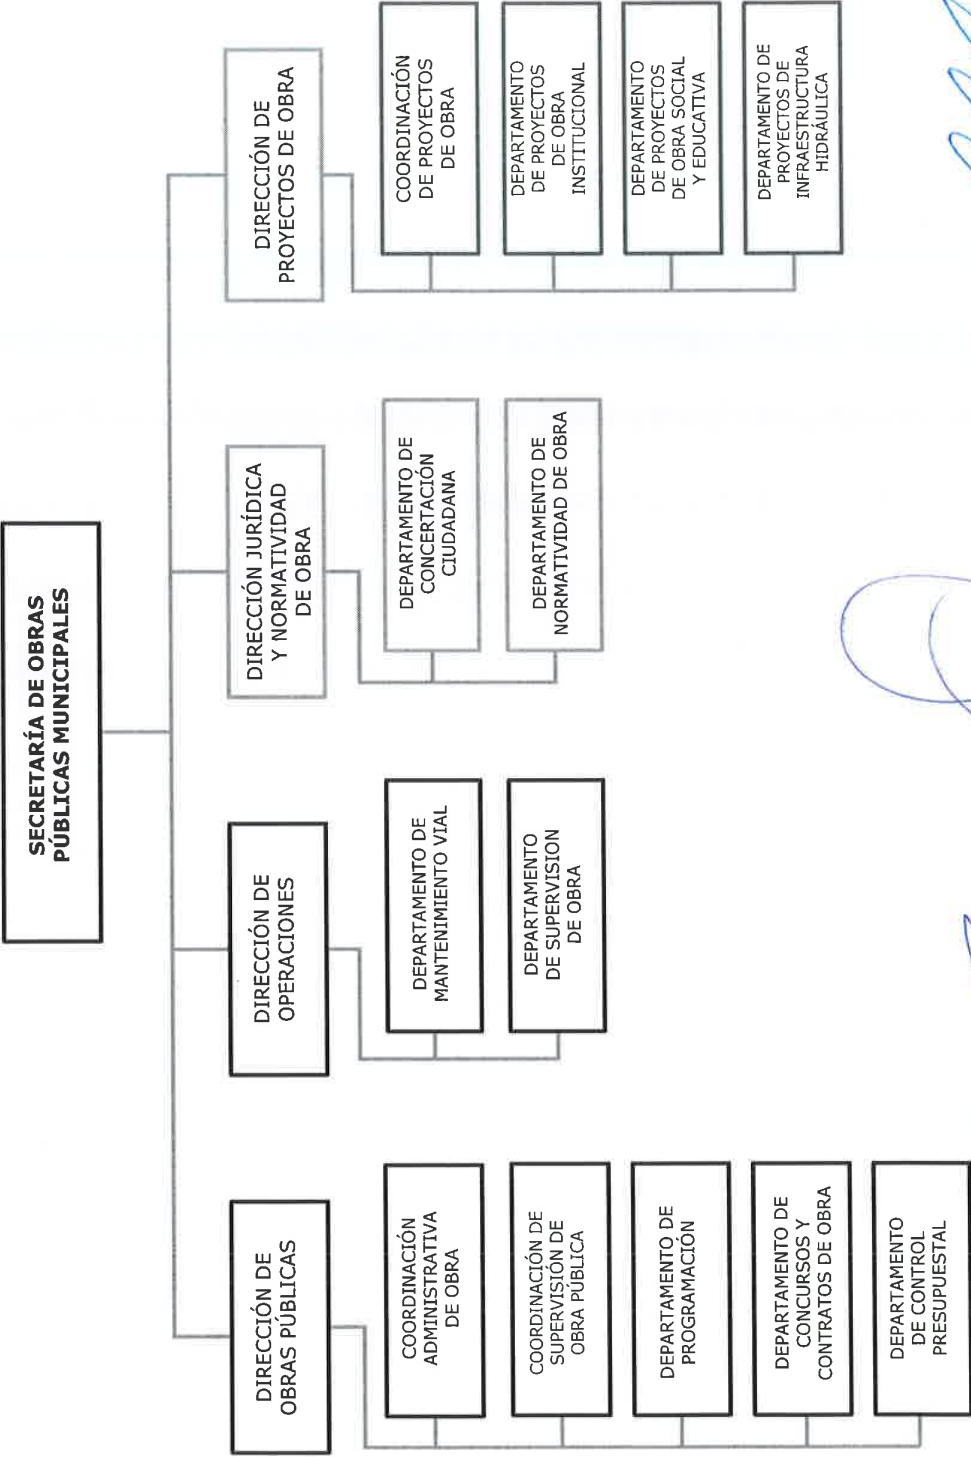 SECRETARÍA DE OBRAS
PÚBLICAS MUNICIPALES
DIRECCIÓN DE
OBRAS PÚBLICAS
COORDINACIÓN
ADMINISTRATIVA
DE OBRA
COORDINACIÓN DE
SUPERVISIÓN DE
OBRA PÚBLICA
DEPARTAMENTO DE
PROGRAMACIÓN
DEPARTAMENTO DE
CONCURSOS Y
CONTRATOS DE OBRA
DEPARTAMENTO
DE CONTROL
PRESUPUESTAL
DIRECCIÓN DE
OPERACIONES
DEPARTAMENTO DE
MANTENIMIENTO VIAL
DEPARTAMENTO
DE SUPERVISION
DE OBRA
DIRECCIÓN JURÍDICA
Y NORMATIVIDAD
DE OBRA
DEPARTAMENTO DE
CONCERTACIÓN
CIUDADANA
DEPARTAMENTO DE
NORMATIVIDAD DE OBRA
DIRECCIÓN DE
PROYECTOS DE OBRA
COORDINACIÓN
DE PROYECTOS
DE OBRA
DEPARTAMENTO
DE PROYECTOS
DE OBRA
INSTITUCIONAL
DEPARTAMENTO
DE PROYECTOS
DE OBRA SOCIAL
Y EDUCATIVA
DEPARTAMENTO DE
PROYECTOS DE
INFRAESTRUCTURA
HIDRÁULICA